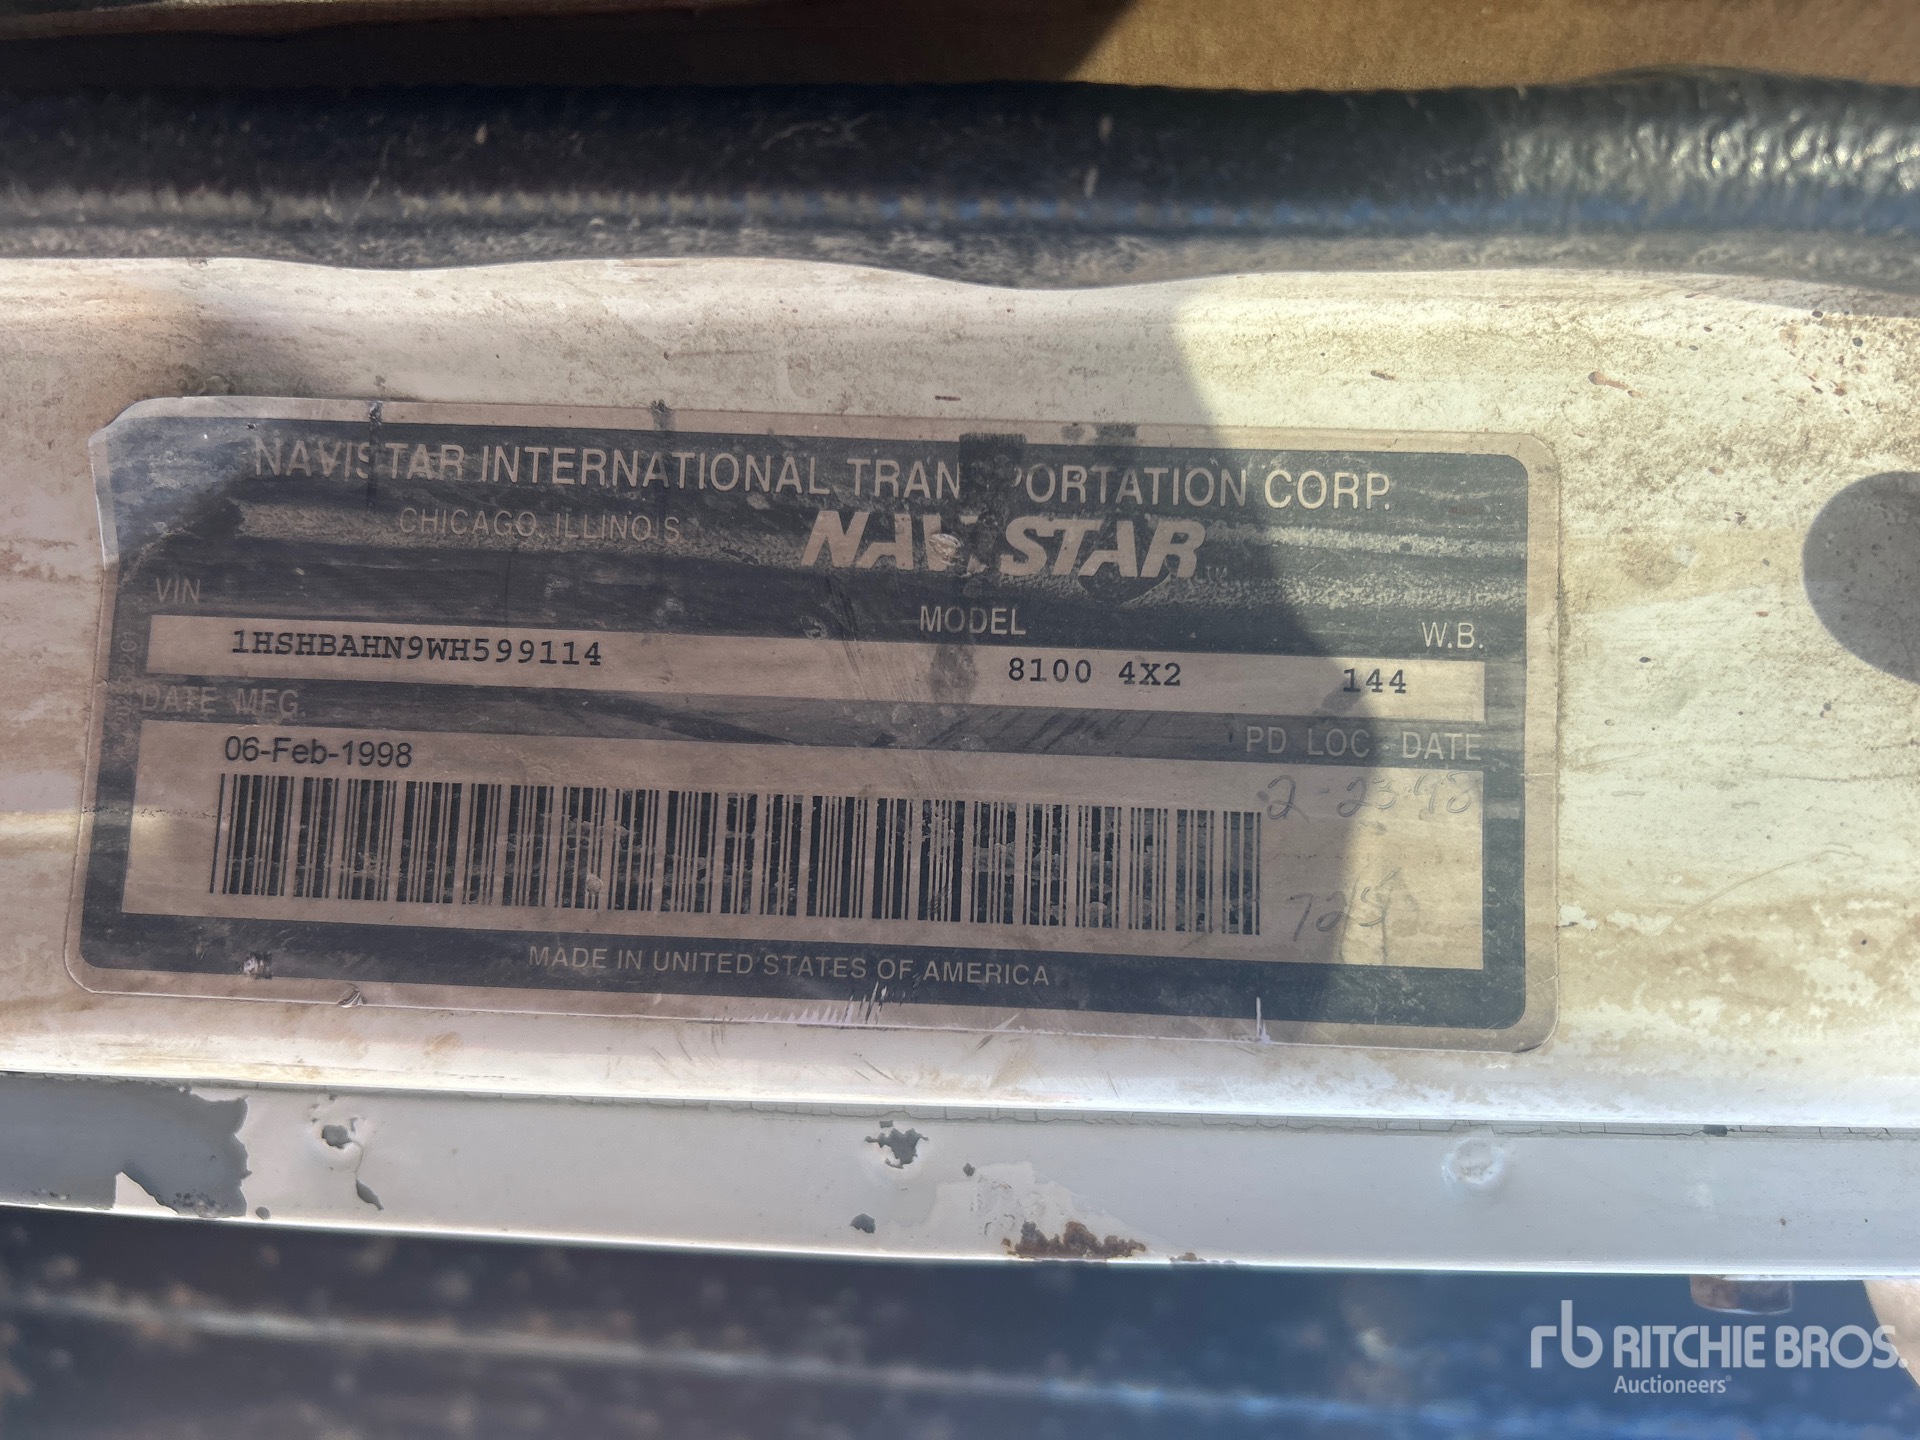 NAVISTAR INTERNATIONAL TRANSPORTATION CORP.
CHICAGO, ILLINOIS
NAVISTAR
VIN MODEL W.B.
1HSHBAHN9WH599114 8100 4X2 144
DATE MFG. PD LOC - DATE
06-Feb-1998
2-23-98
MADE IN UNITED STATES OF AMERICA
rb RITCHIE BROS.
Auctioneers